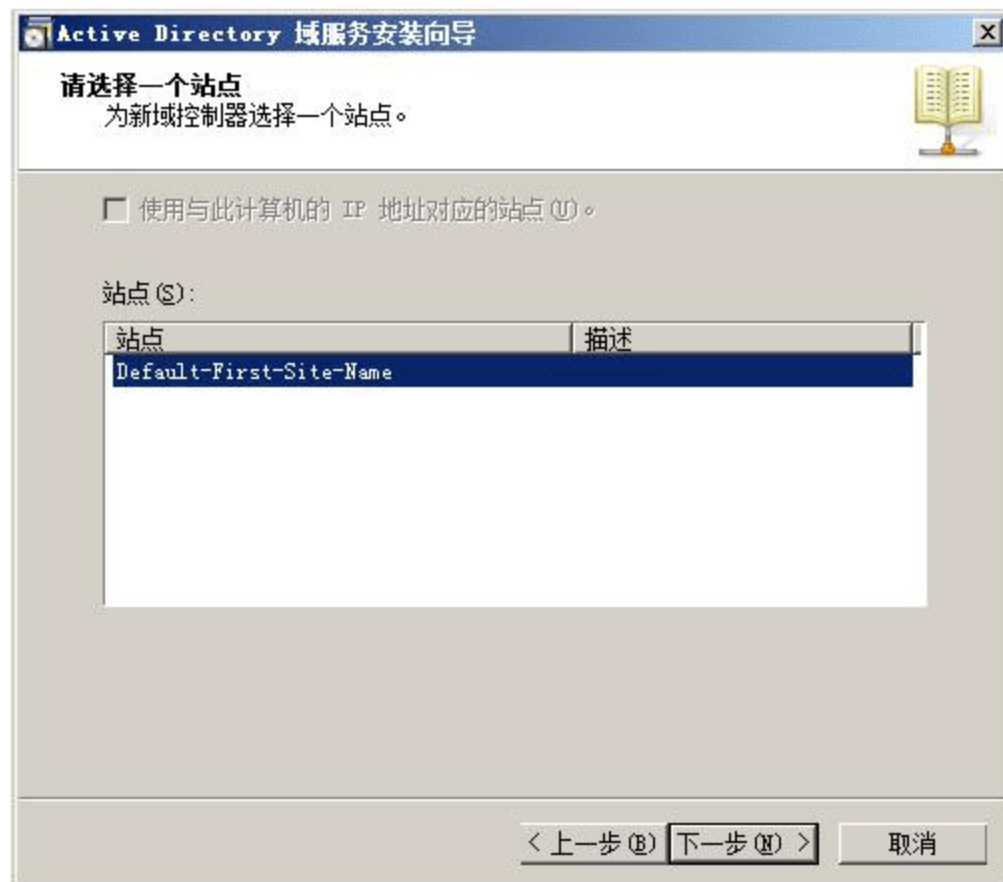 Active Directory 域服务安装向导
请选择一个站点
为新域控制器选择一个站点。
使用与此计算机的 IP 地址对应的站点(U)。
站点(S):
站点 描述
Default-First-Site-Name
< 上一步(B) 下一步(N) > 取消